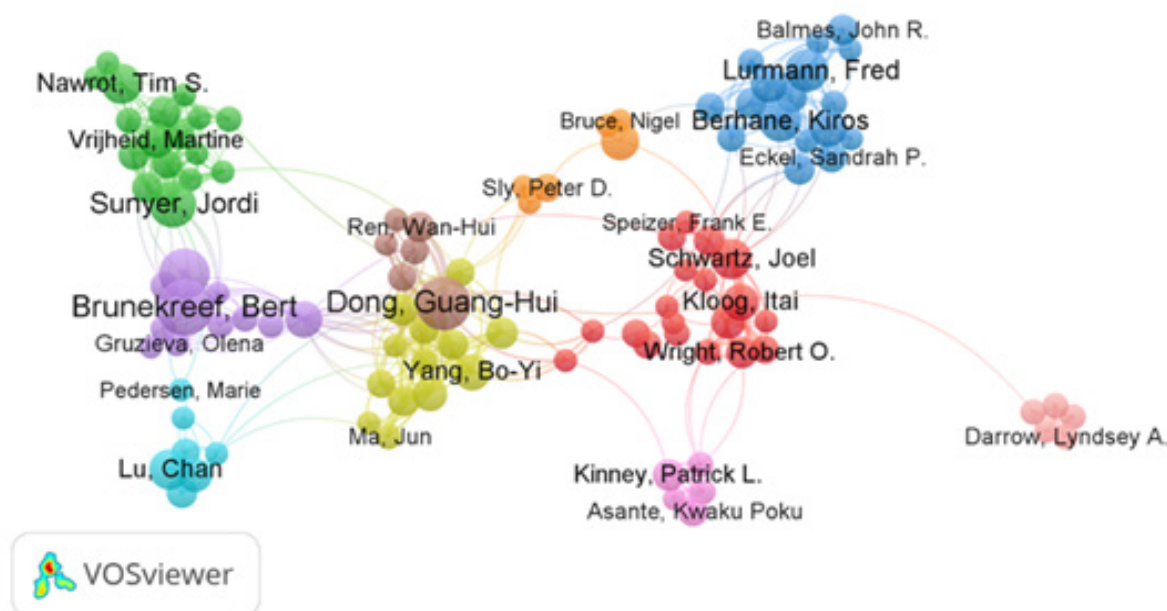 Balmes, John R.
Nawrot, Tim S.
Lurmann, Fred
Vrijheid, Martine
Bruce, Nigel
Berhane, Kiros
Eckel, Sandrah P.
Sly, Peter D.
Sunyer, Jordi
Ren, Wan-Hui
Speizer, Frank E.
Schwartz, Joel
Brunekreef, Bert
Dong, Guang-Hui
Kloog, Itai
Gruzieva, Olena
Wright, Robert O.
Yang, Bo-Yi
Pedersen, Marie
Ma, Jun
Darrow, Lyndsey A.
Lu, Chan
Kinney, Patrick L.
Asante, Kwaku Poku
VOSviewer